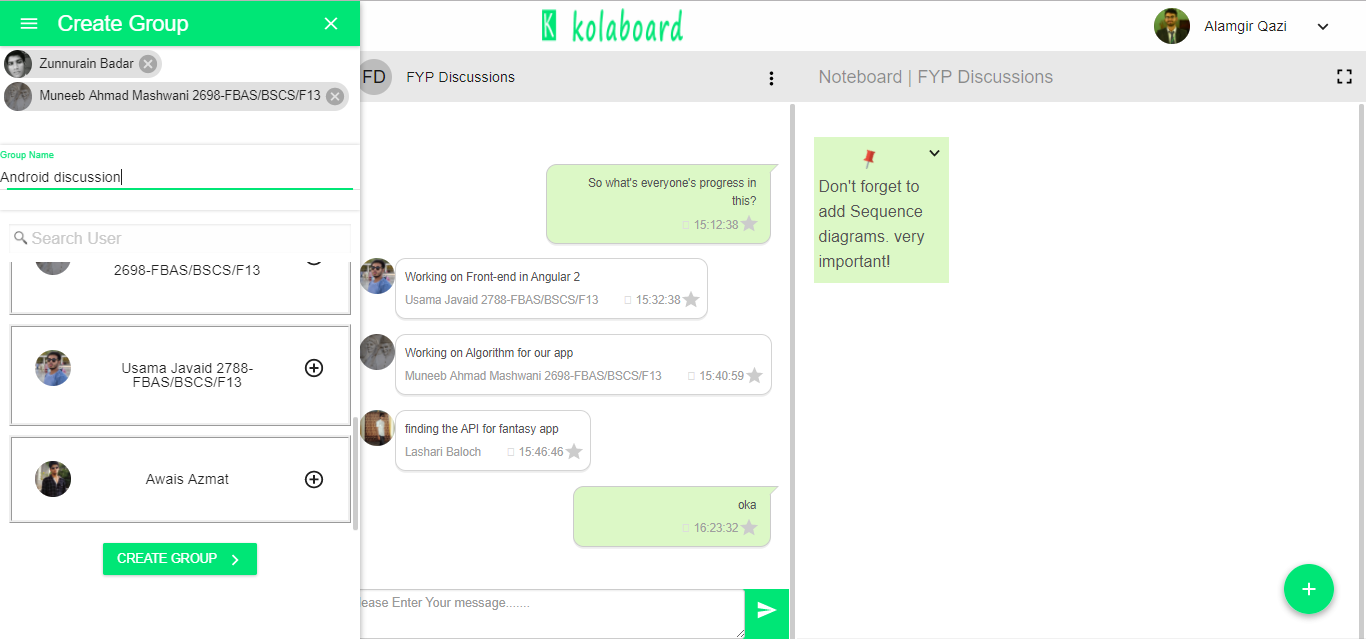 Create Group
Zunnurain Badar
Muneeb Ahmad Mashwani 2698-FBAS/BSCS/F13
Group Name
Android discussion
Search User
2698-FBAS/BSCS/F13
Usama Javaid 2788-
FBAS/BSCS/F13
Awais Azmat
CREATE GROUP
K kolaboard
Alamgir Qazi
FD
FYP Discussions
So what's everyone's progress in
this?
15:12:38
Working on Front-end in Angular 2
Usama Javaid 2788-FBAS/BSCS/F13 15:32:38
Working on Algorithm for our app
Muneeb Ahmad Mashwani 2698-FBAS/BSCS/F13 15:40:59
finding the API for fantasy app
Lashari Baloch 15:46:46
oka
16:23:32
ease Enter Your message.......
Noteboard | FYP Discussions
Don't forget to
add Sequence
diagrams. very
important!